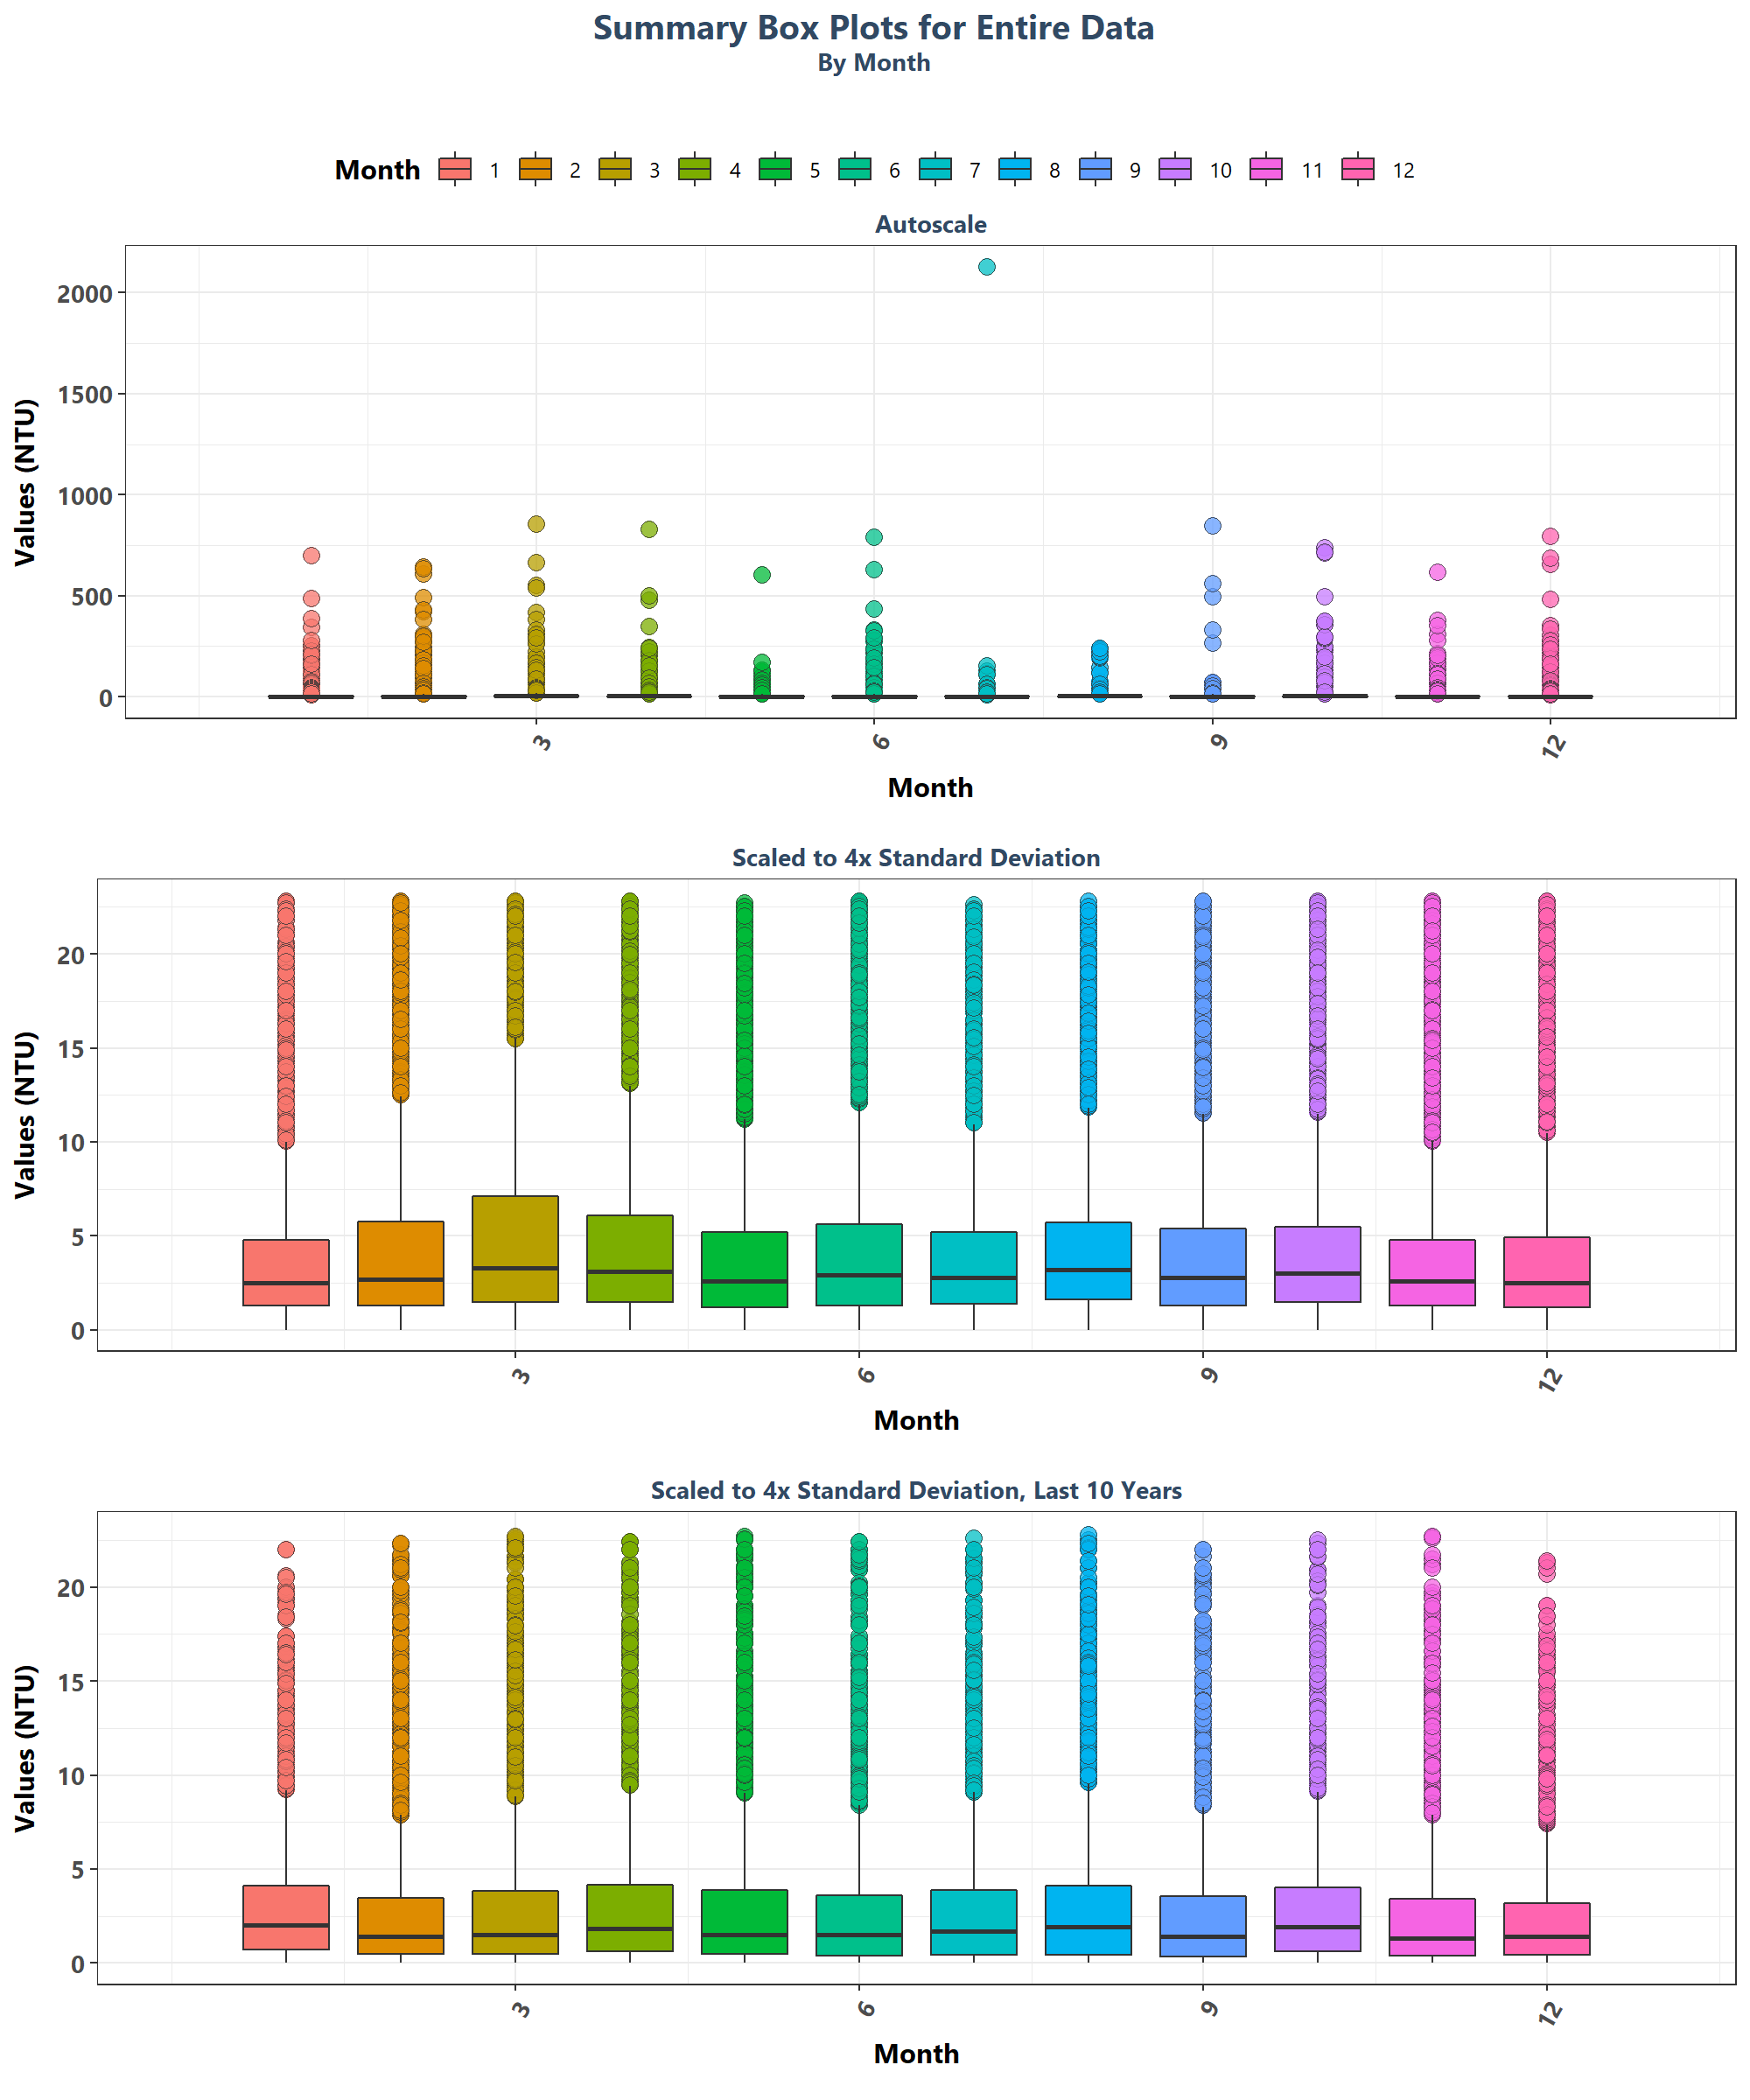 Summary Box Plots for Entire Data
By Month
Month 1 2 3 4 5 6 7 8 9 10 11 12
Autoscale
Values (NTU)
2000
1500
1000
500
0
3 6 9 12
Month
Scaled to 4x Standard Deviation
Values (NTU)
20
15
10
5
0
3 6 9 12
Month
Scaled to 4x Standard Deviation, Last 10 Years
Values (NTU)
20
15
10
5
0
3 6 9 12
Month